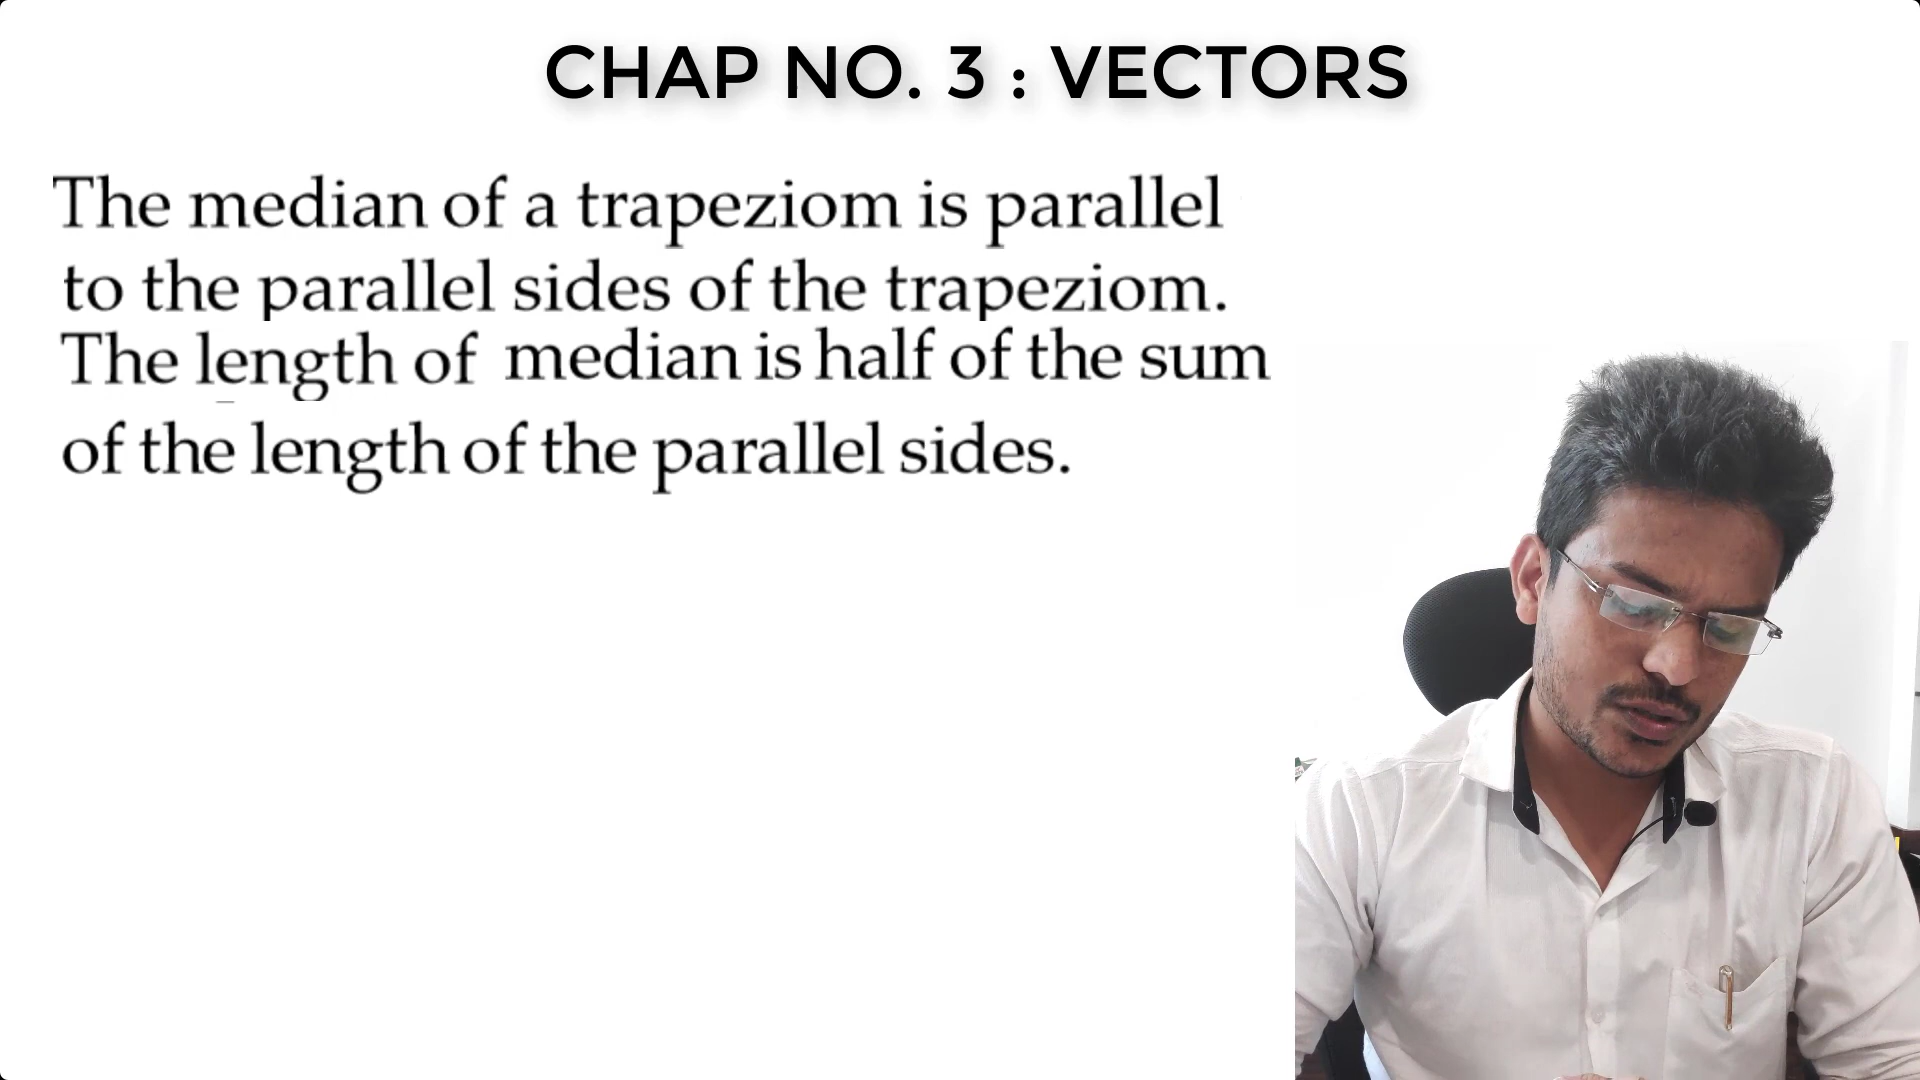 CHAP NO. 3 : VECTORS
The median of a trapeziom is parallel
to the parallel sides of the trapeziom.
The length of median is half of the sum
of the length of the parallel sides.